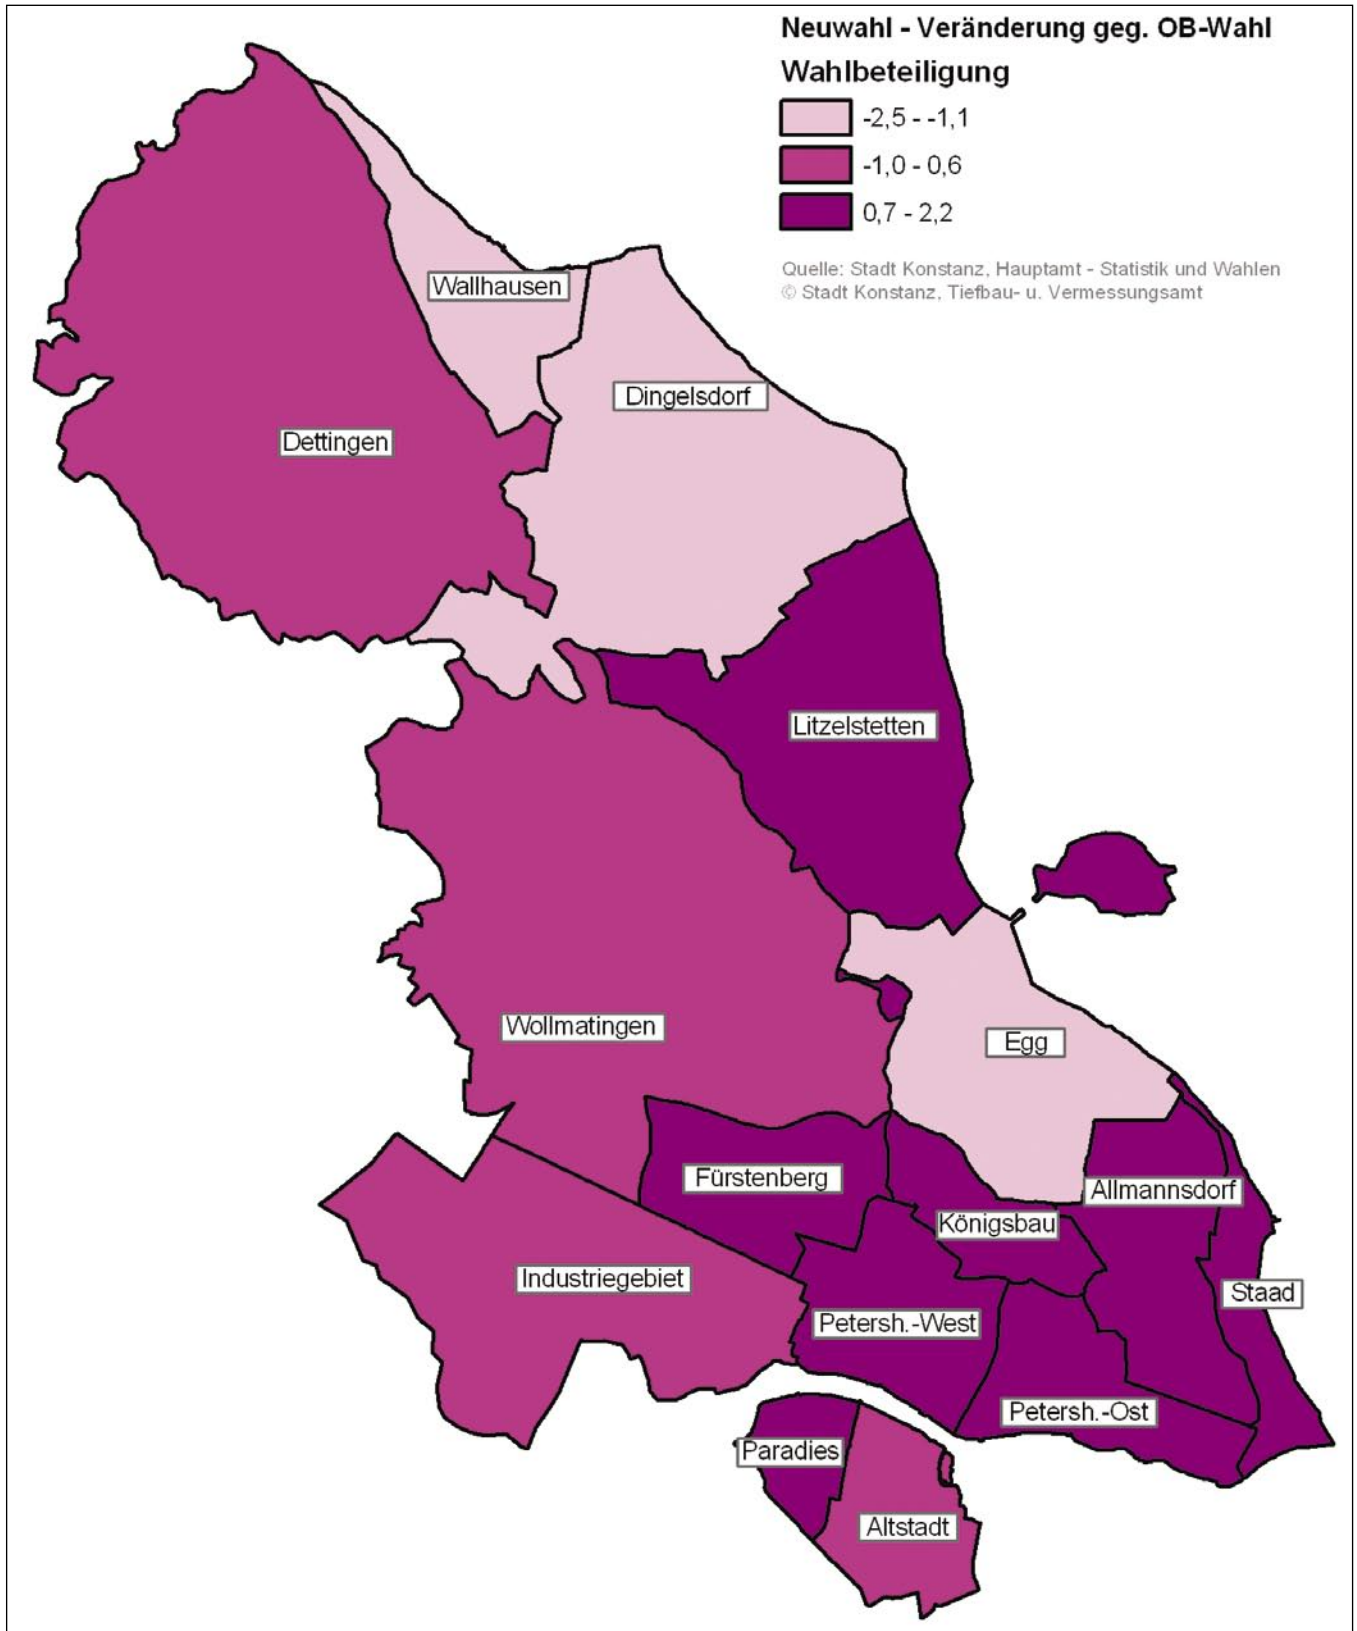 Neuwahl - Veränderung geg. OB-Wahl
Wahlbeteiligung
-2,5 - -1,1
-1,0 - 0,6
0,7 - 2,2
Quelle: Stadt Konstanz, Hauptamt - Statistik und Wahlen
© Stadt Konstanz, Tiefbau- u. Vermessungsamt
Wallhausen
Dingelsdorf
Dettingen
Litzelstetten
Wollmatingen
Egg
Fürstenberg
Allmannsdorf
Königsbau
Industriegebiet
Staad
Petersh.-West
Petersh.-Ost
Paradies
Altstadt